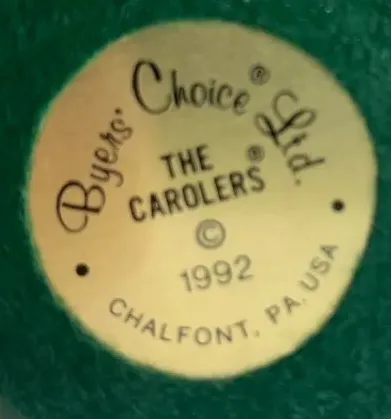 Byers' Choice® Ltd.
THE
CAROLERS®
©
1992
CHALFONT, PA, USA